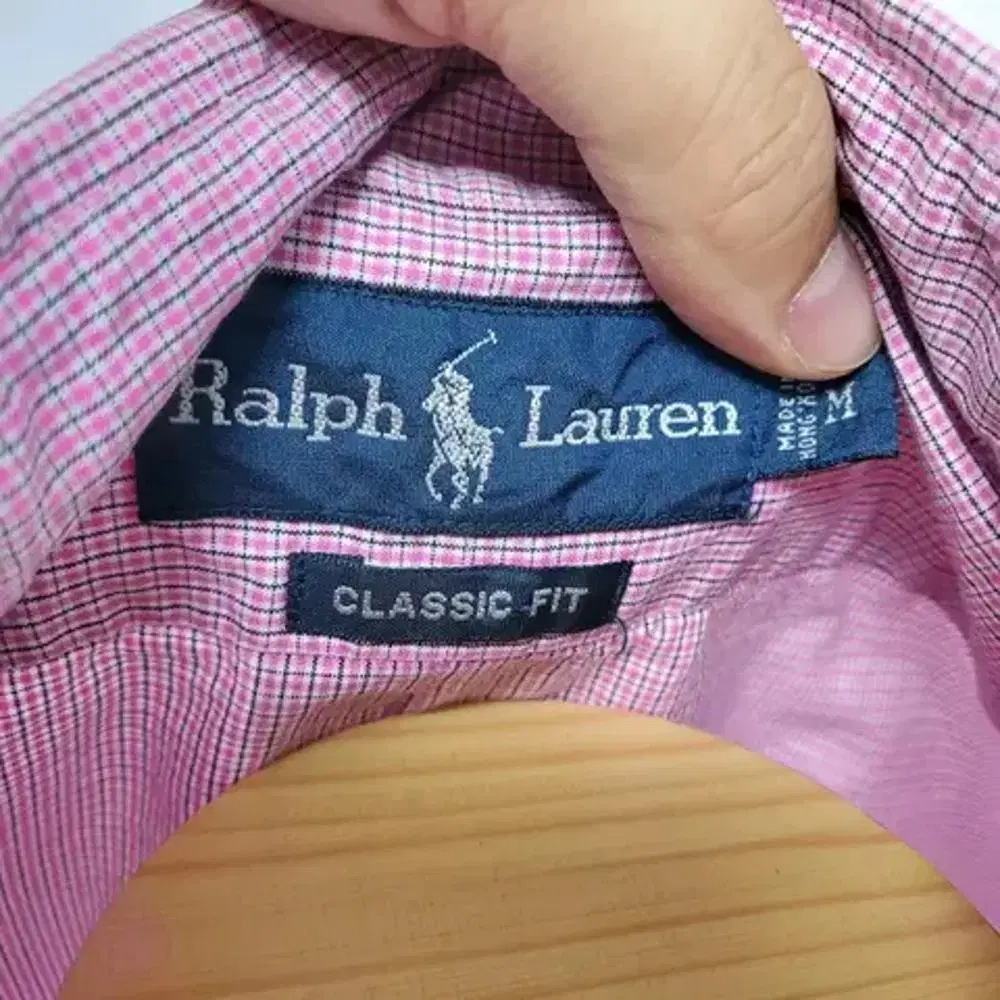 Ralph Lauren
MADE IN
HONG KONG
M
CLASSIC FIT